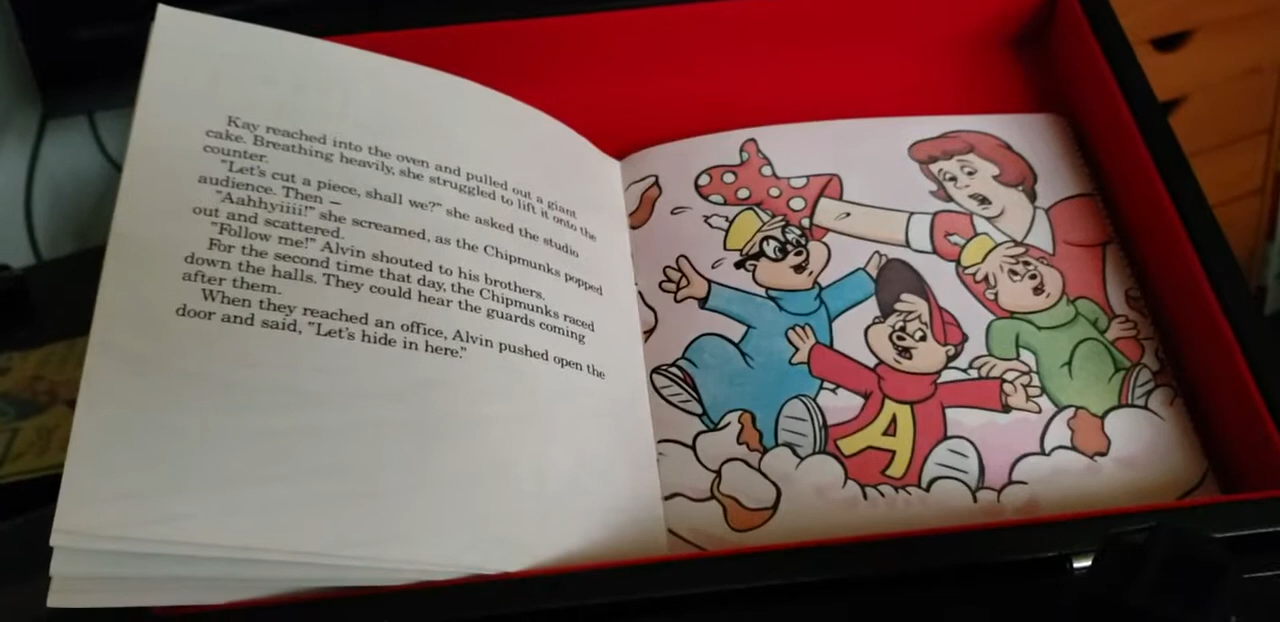 Kay reached into the oven and pulled out a giant
cake. Breathing heavily, she struggled to lift it onto the
counter.
"Let's cut a piece, shall we?" she asked the studio
audience. Then —
"Aahhyiiii!" she screamed, as the Chipmunks popped
out and scattered.
"Follow me!" Alvin shouted to his brothers.
For the second time that day, the Chipmunks raced
down the halls. They could hear the guards coming
after them.
When they reached an office, Alvin pushed open the
door and said, "Let's hide in here."
A